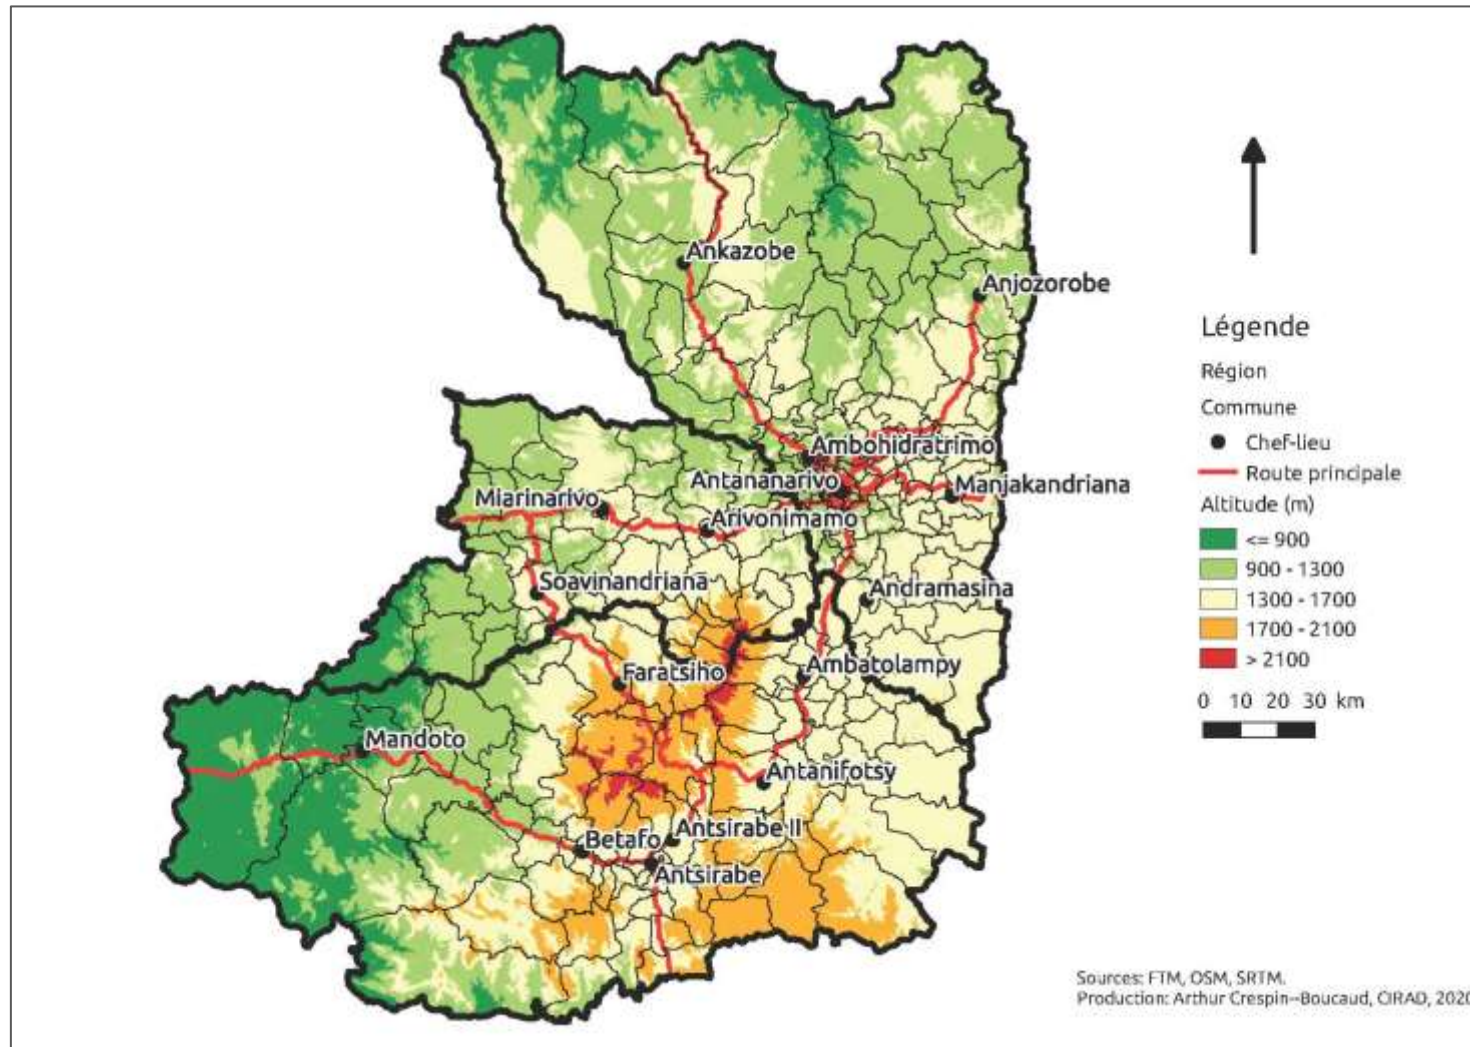 Ankazobe
Anjozorobe
Ambohidratrimo
Antananarivo
Manjakandriana
Miarinarivo
Arivonimamo
Soavinandriana
Andramasina
Faratsiho
Ambatolampy
Mandoto
Antanifotsy
Betafo
Antsirabe II
Antsirabe
Légende
Région
Commune
Chef-lieu
Route principale
Altitude (m)
<= 900
900 - 1300
1300 - 1700
1700 - 2100
> 2100
0 10 20 30 km
Sources: FTM, OSM, SRTM.
Production: Arthur Crespin--Boucaud, CIRAD, 2020